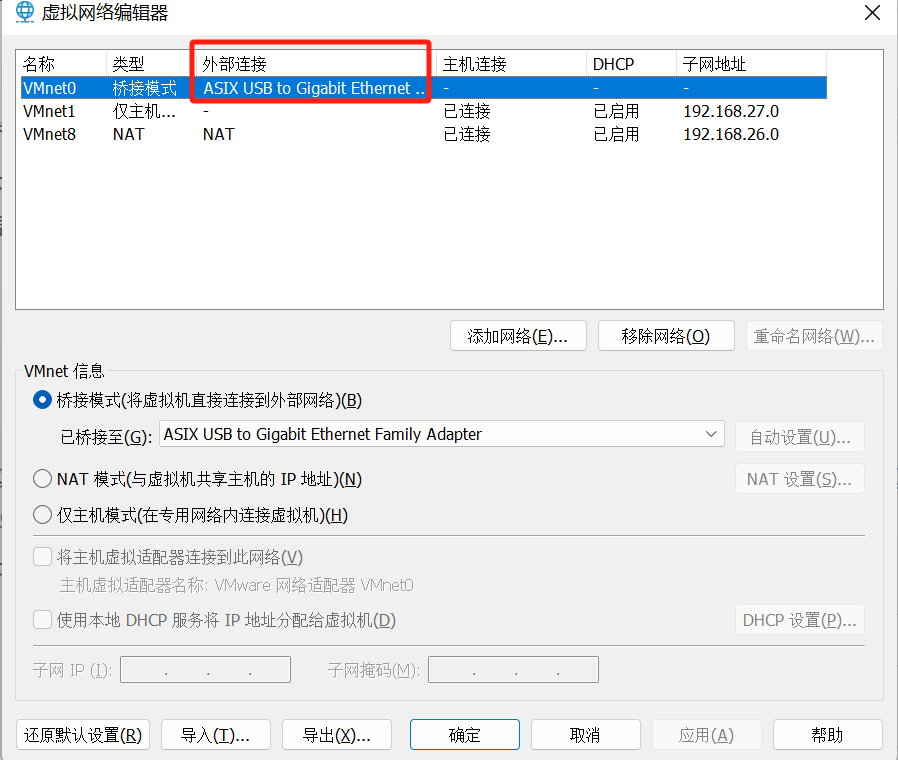 虚拟网络编辑器
名称 类型 外部连接 主机连接 DHCP 子网地址
VMnet0 桥接模式 ASIX USB to Gigabit Ethernet ... - - -
VMnet1 仅主机... - 已连接 已启用 192.168.27.0
VMnet8 NAT NAT 已连接 已启用 192.168.26.0
添加网络(E)... 移除网络(O) 重命名网络(W)...
VMnet 信息
桥接模式(将虚拟机直接连接到外部网络)(B)
已桥接至(G): ASIX USB to Gigabit Ethernet Family Adapter 自动设置(U)...
NAT 模式(与虚拟机共享主机的 IP 地址)(N) NAT 设置(S)...
仅主机模式(在专用网络内连接虚拟机)(H)
将主机虚拟适配器连接到此网络(V)
主机虚拟适配器名称: VMware 网络适配器 VMnet0
使用本地 DHCP 服务将 IP 地址分配给虚拟机(D) DHCP 设置(P)...
子网 IP (I): . . . 子网掩码(M): . . .
还原默认设置(R) 导入(T)... 导出(X)... 确定 取消 应用(A) 帮助